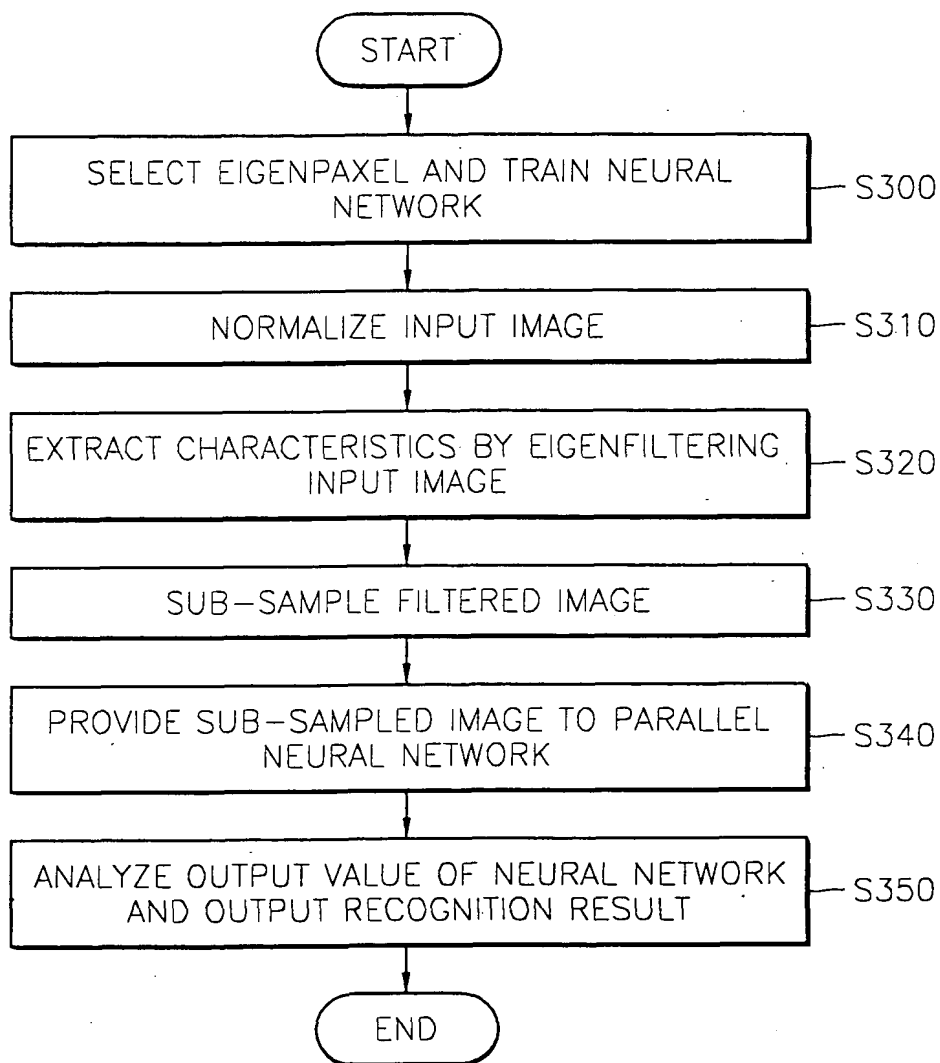 START
SELECT EIGENPAXEL AND TRAIN NEURAL
NETWORK
S300
NORMALIZE INPUT IMAGE
S310
EXTRACT CHARACTERISTICS BY EIGENFILTERING
INPUT IMAGE
S320
SUB-SAMPLE FILTERED IMAGE
S330
PROVIDE SUB-SAMPLED IMAGE TO PARALLEL
NEURAL NETWORK
S340
ANALYZE OUTPUT VALUE OF NEURAL NETWORK
AND OUTPUT RECOGNITION RESULT
S350
END